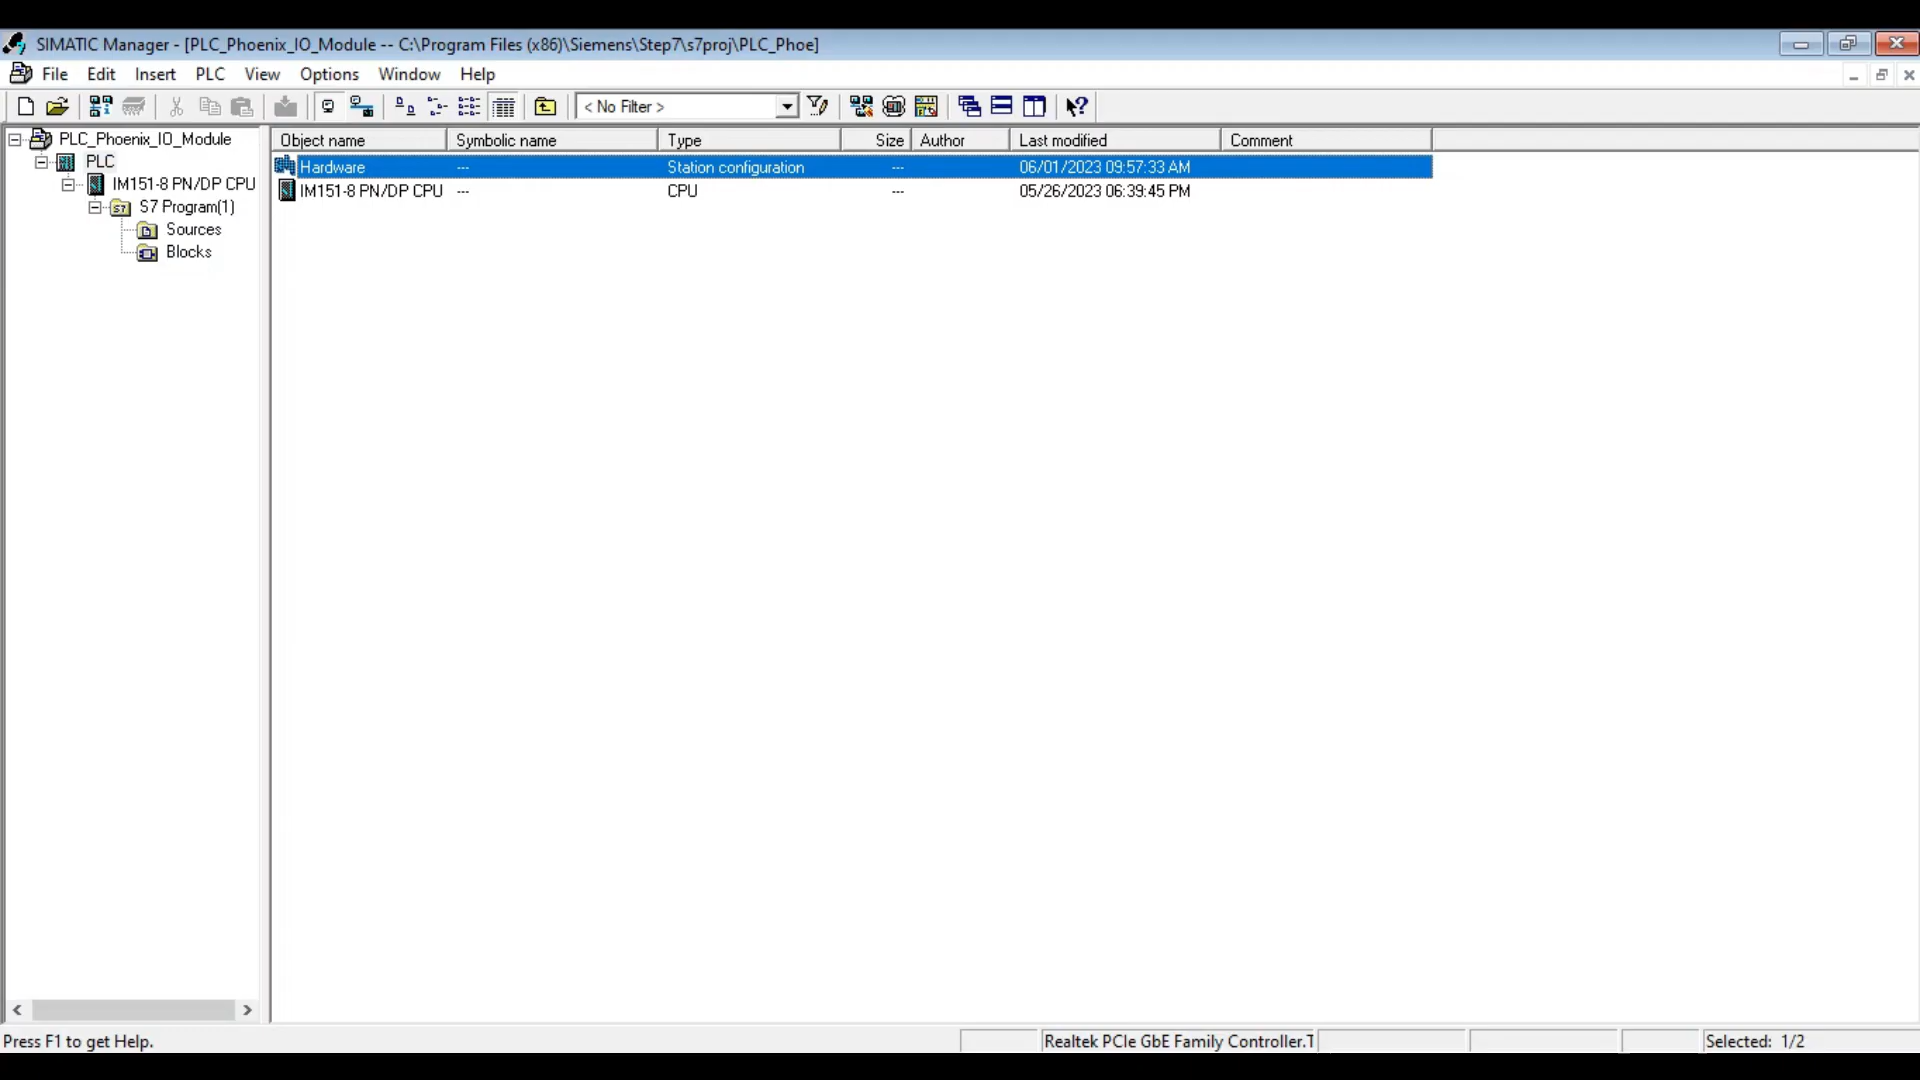 SIMATIC Manager - [PLC_Phoenix_IO_Module -- C:\Program Files (x86)\Siemens\Step7\s7proj\PLC_Phoe]
File Edit Insert PLC View Options Window Help
< No Filter >
PLC_Phoenix_IO_Module
PLC
IM151-8 PN/DP CPU
S7 Program(1)
Sources
Blocks
Object name Symbolic name Type Size Author Last modified Comment
Hardware --- Station configuration --- 06/01/2023 09:57:33 AM
IM151-8 PN/DP CPU --- CPU --- 05/26/2023 06:39:45 PM
Press F1 to get Help. Realtek PCIe GbE Family Controller.T Selected: 1/2